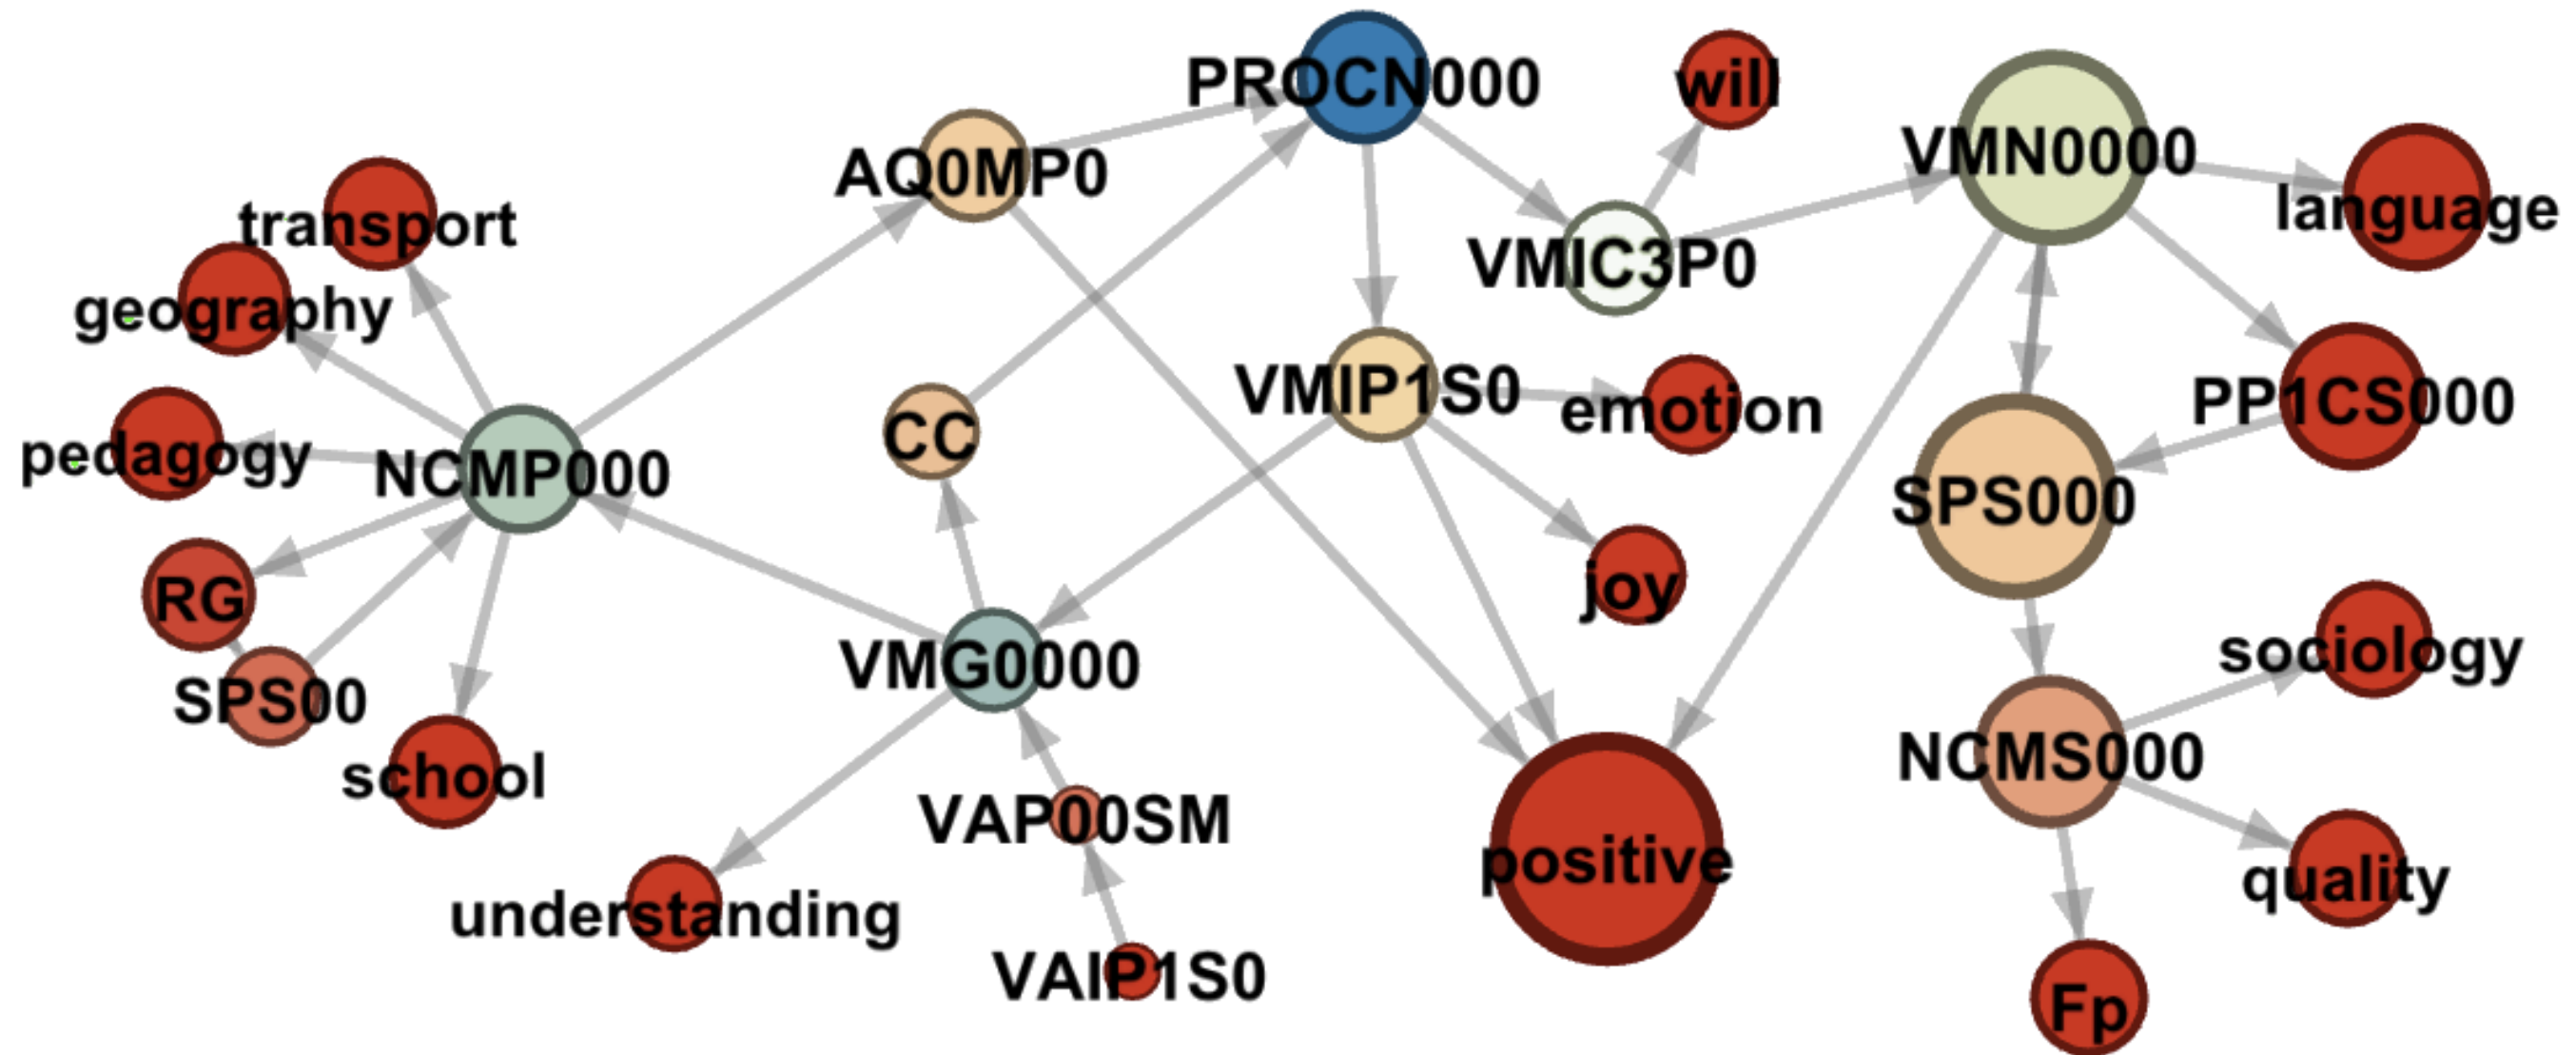 PROCN000
will
VMN0000
AQ0MP0
language
transport
VMIC3P0
geography
VMIP1S0
emotion
PP1CS000
CC
pedagogy
NCMP000
SPS000
RG
joy
sociology
VMG0000
SPS00
school
NCMS000
VAP00SM
positive
quality
understanding
VAIP1S0
Fp